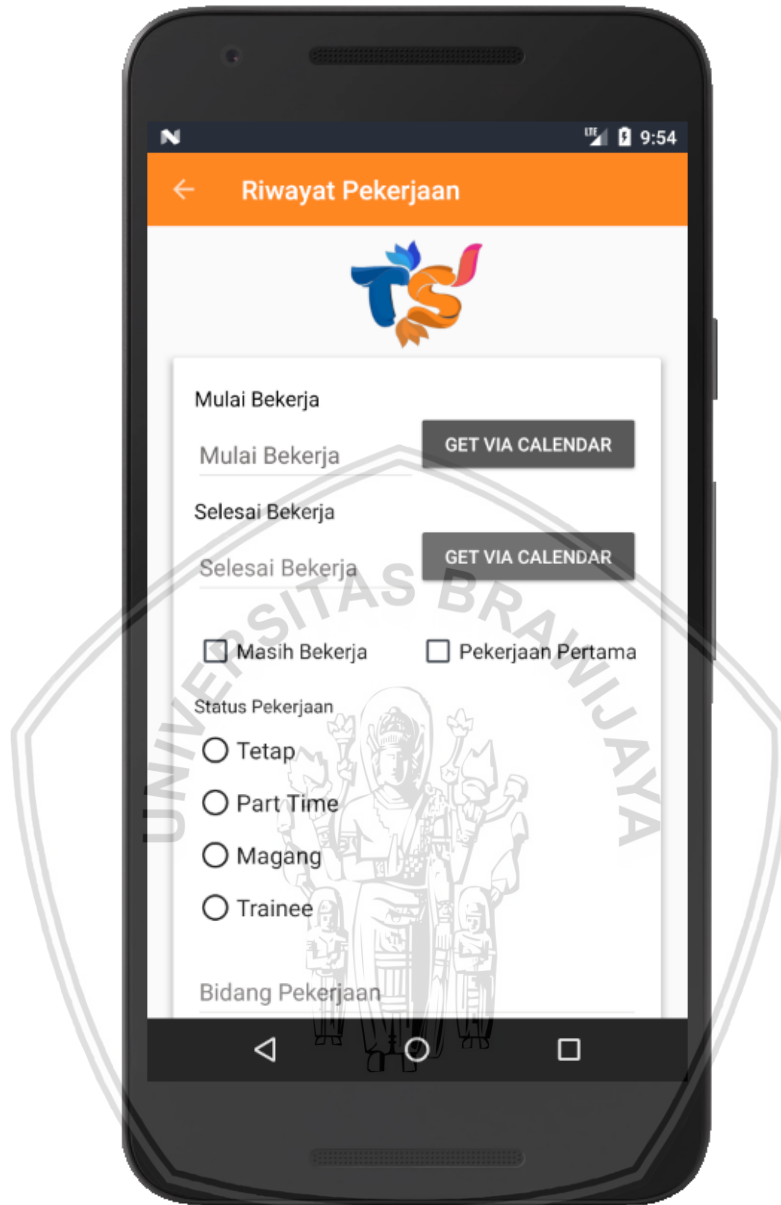 LTE 9:54
Riwayat Pekerjaan
TS
Mulai Bekerja
Mulai Bekerja GET VIA CALENDAR
Selesai Bekerja
Selesai Bekerja GET VIA CALENDAR
UNIVERSITAS BRAWIJAYA
Masih Bekerja Pekerjaan Pertama
Status Pekerjaan
Tetap
Part Time
Magang
Trainee
Bidang Pekerjaan